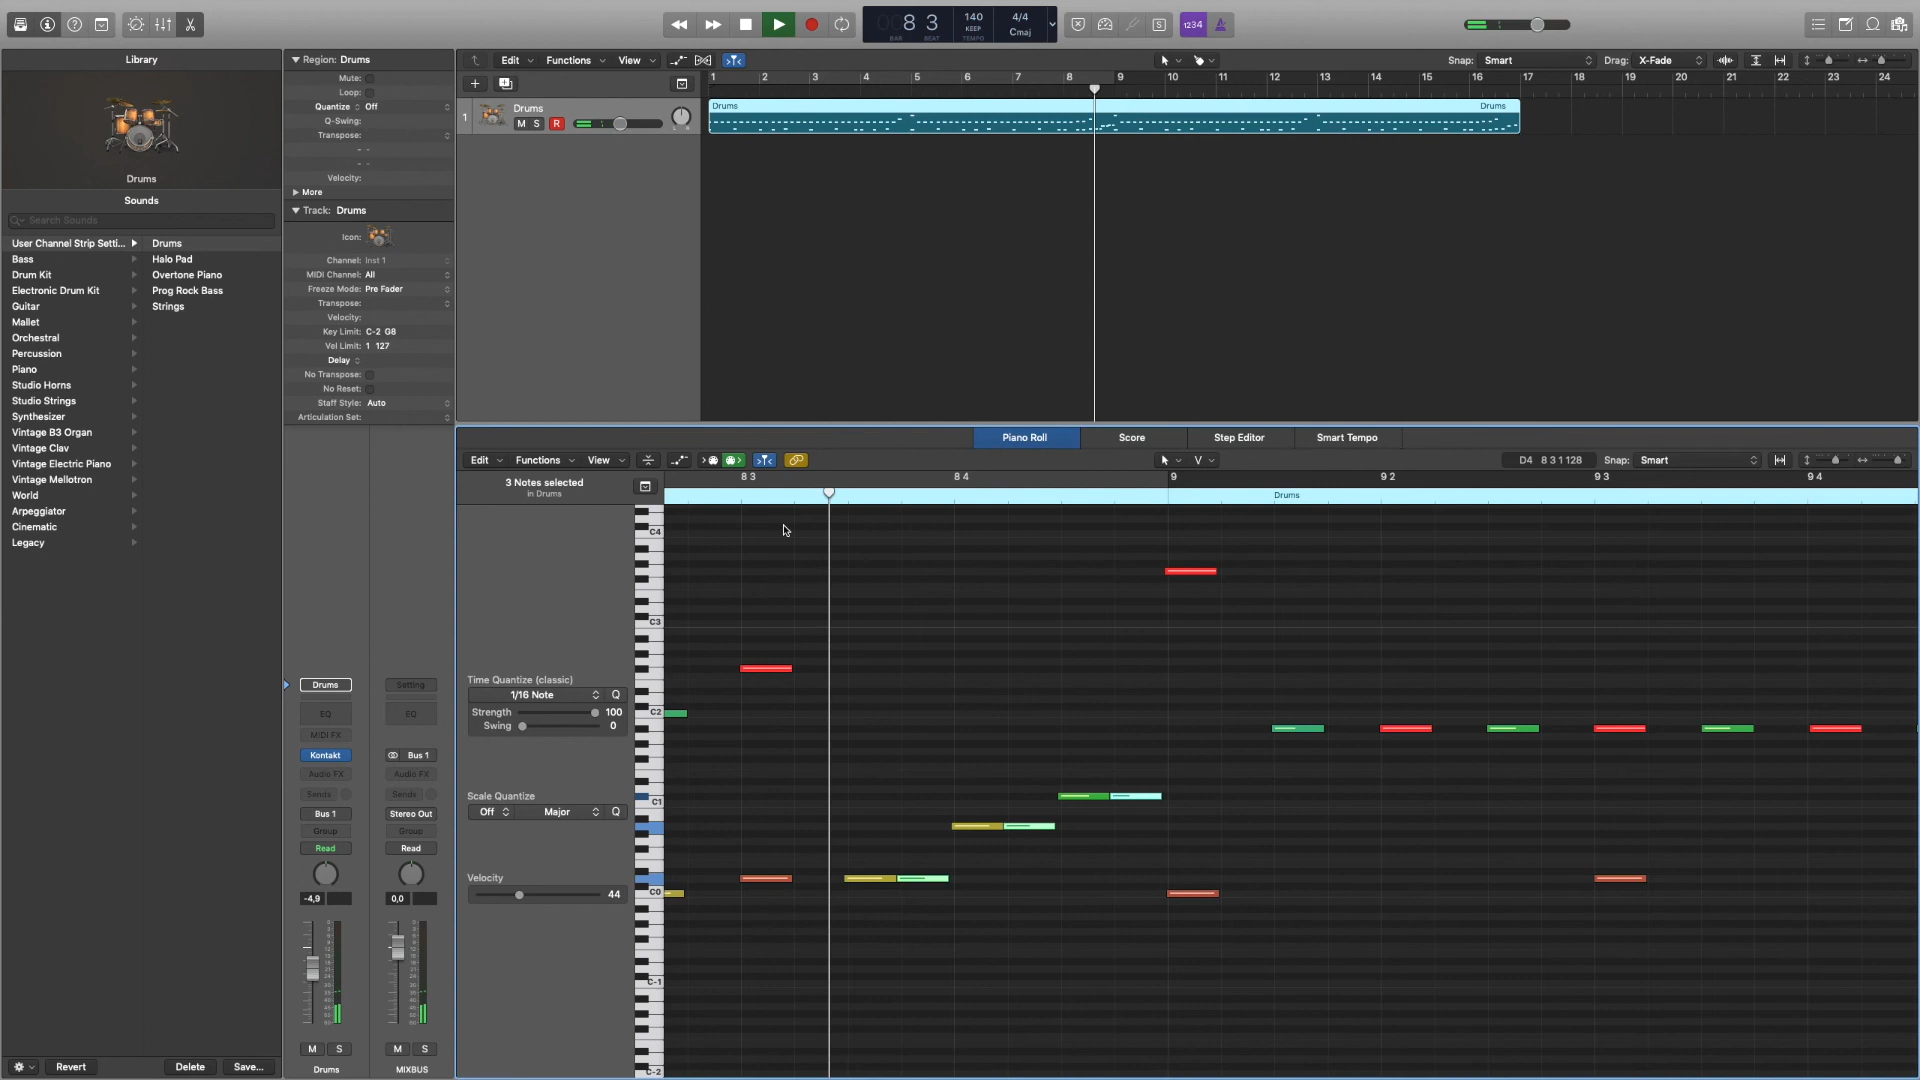 8 3
BAR BEAT
140
KEEP
TEMPO
4/4
Cmaj
S
1234
Library
Drums
Sounds
Search Sounds
User Channel Strip Setti...
Bass
Drum Kit
Electronic Drum Kit
Guitar
Mallet
Orchestral
Percussion
Piano
Studio Horns
Studio Strings
Synthesizer
Vintage B3 Organ
Vintage Clav
Vintage Electric Piano
Vintage Mellotron
World
Arpeggiator
Cinematic
Legacy
Drums
Halo Pad
Overtone Piano
Prog Rock Bass
Strings
Revert
Delete
Save...
Region: Drums
Mute:
Loop:
Quantize Off
Q-Swing:
Transpose:
- -
- -
Velocity:
More
Track: Drums
Icon:
Channel: Inst 1
MIDI Channel: All
Freeze Mode: Pre Fader
Transpose:
Velocity:
Key Limit: C-2 G8
Vel Limit: 1 127
Delay
No Transpose:
No Reset:
Staff Style: Auto
Articulation Set:
Drums
EQ
MIDI FX
Kontakt
Audio FX
Sends
Bus 1
Group
Read
-4,9
M S
Drums
Setting
EQ
Bus 1
Audio FX
Sends
Stereo Out
Group
Read
0,0
M S
MIXBUS
Edit Functions View
Snap: Smart
Drag: X-Fade
1 2 3 4 5 6 7 8 9 10 11 12 13 14 15 16 17 18 19 20 21 22 23 24
1
Drums
M S R
Drums
Drums
Piano Roll
Score
Step Editor
Smart Tempo
Edit Functions View
D4 8 3 1 128
Snap: Smart
3 Notes selected
in Drums
8 3 8 4 9 9 2 9 3 9 4
Drums
Time Quantize (classic)
1/16 Note Q
Strength 100
Swing 0
Scale Quantize
Off Major Q
Velocity
44
C4
C3
C2
C1
C0
C-1
C-2